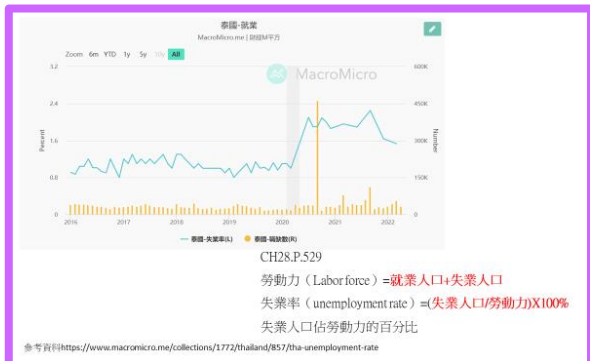 泰國-就業
MacroMicro.me | 財經M平方
Zoom 6m YTD 1y 5y 10y All
MacroMicro
3.2
2.4
1.6
0.8
0
Percent
600K
450K
300K
150K
0
Number
2016 2017 2018 2019 2020 2021 2022
泰國-失業率(L) 泰國-職缺數(R)
CH28.P.529
勞動力（Labor force）=就業人口+失業人口
失業率（unemployment rate）=(失業人口/勞動力)X100%
失業人口佔勞動力的百分比
參考資料https://www.macromicro.me/collections/1772/thailand/857/tha-unemployment-rate